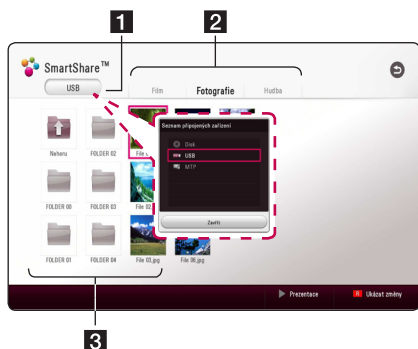 1
2
SmartShare™
USB
Film
Fotografie
Hudba
Seznam připojených zařízení
Disk
USB
MTP
Zavřít
Nahoru
FOLDER 02
FOLDER 00
FOLDER 03
File 02.
FOLDER 01
FOLDER 04
File 03.jpg
File 06.jpg
Prezentace
R Ukázat změny
3